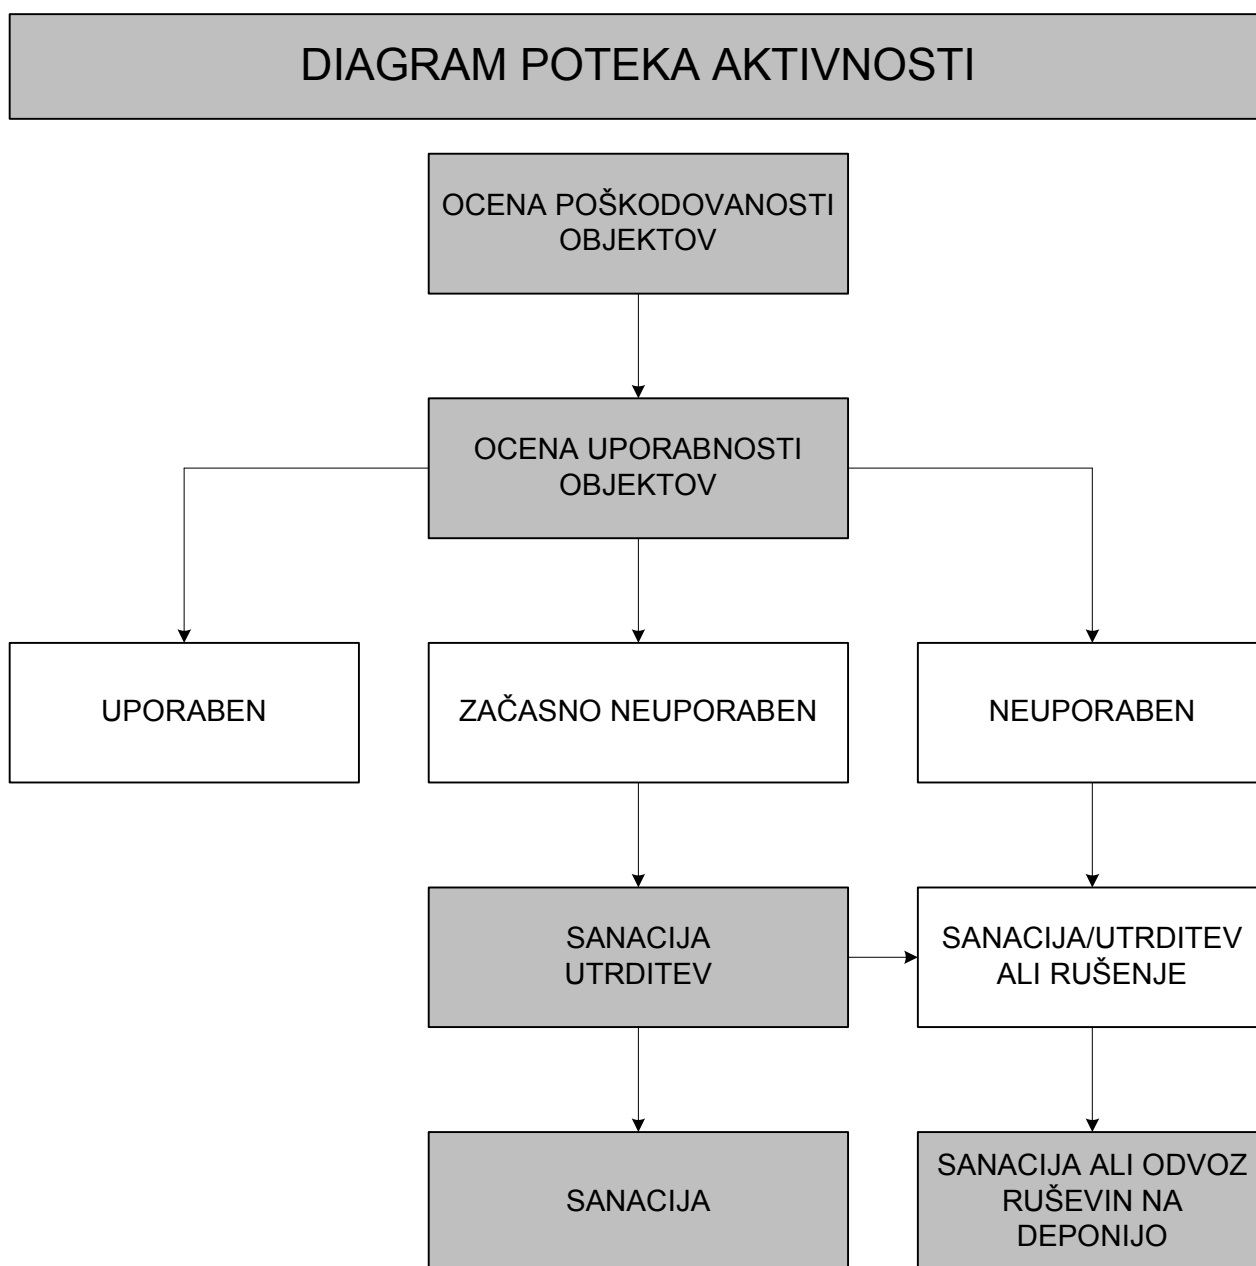 DIAGRAM POTEKA AKTIVNOSTI
OCENA POŠKODOVANOSTI
OBJEKTOV
OCENA UPORABNOSTI
OBJEKTOV
UPORABEN
ZAČASNO NEUPORABEN
NEUPORABEN
SANACIJA
UTRDITEV
SANACIJA/UTRDITEV
ALI RUŠENJE
SANACIJA
SANACIJA ALI ODVOZ
RUŠEVIN NA
DEPONIJO